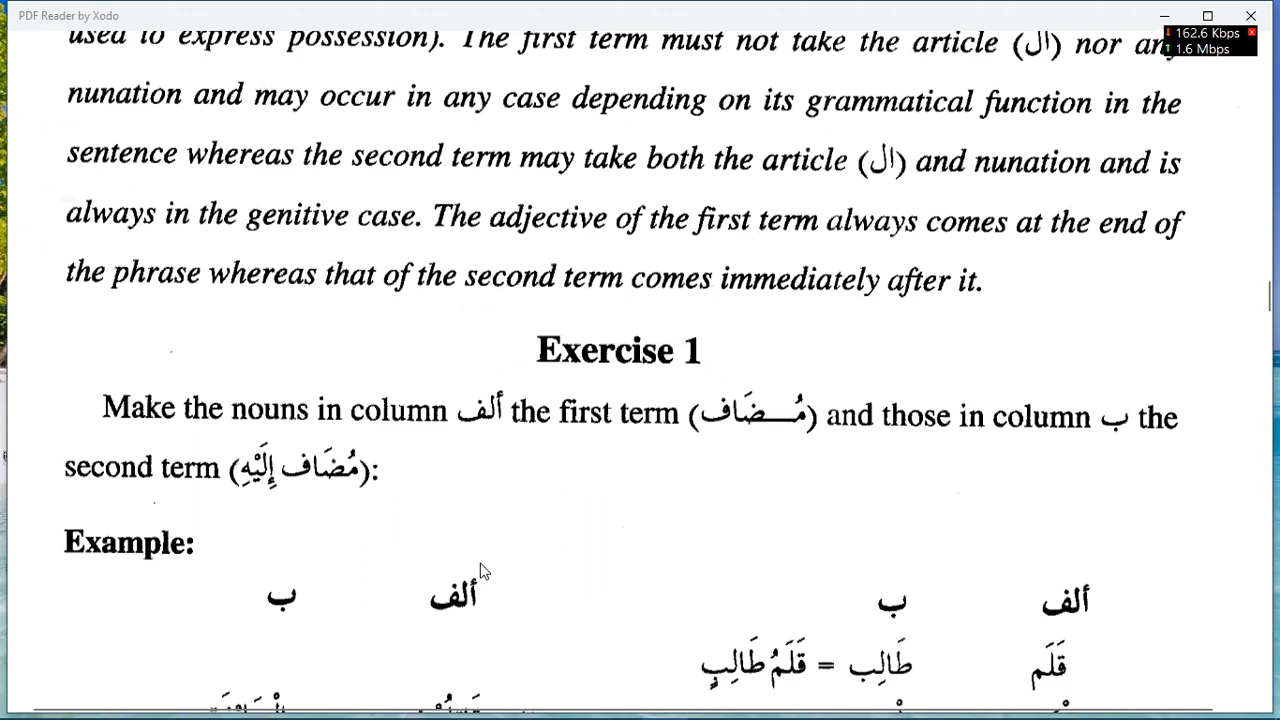 PDF Reader by Xodo
162.6 Kbps
1.6 Mbps
used to express possession). The first term must not take the article (ال) nor any
nunation and may occur in any case depending on its grammatical function in the
sentence whereas the second term may take both the article (ال) and nunation and is
always in the genitive case. The adjective of the first term always comes at the end of
the phrase whereas that of the second term comes immediately after it.
Exercise 1
Make the nouns in column ألف the first term (مُـــضَاف) and those in column ب the
second term (مُضَاف إِلَيْهِ):
Example:
ألف ب ألف ب
قَلَم طَالِب = قَلَمُ طَالِبٍ